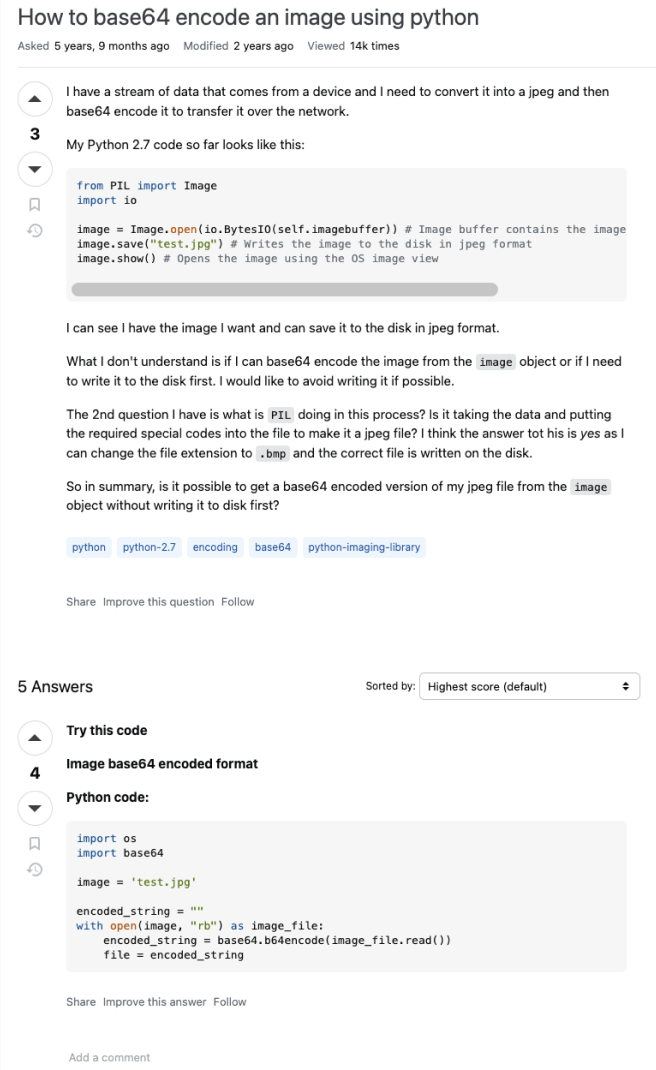 How to base64 encode an image using python
Asked 5 years, 9 months ago Modified 2 years ago Viewed 14k times
I have a stream of data that comes from a device and I need to convert it into a jpeg and then
base64 encode it to transfer it over the network.
3
My Python 2.7 code so far looks like this:
from PIL import Image
import io
image = Image.open(io.BytesIO(self.imagebuffer)) # Image buffer contains the image
image.save("test.jpg") # Writes the image to the disk in jpeg format
image.show() # Opens the image using the OS image view
I can see I have the image I want and can save it to the disk in jpeg format.
What I don't understand is if I can base64 encode the image from the image object or if I need
to write it to the disk first. I would like to avoid writing it if possible.
The 2nd question I have is what is PIL doing in this process? Is it taking the data and putting
the required special codes into the file to make it a jpeg file? I think the answer tot his is yes as I
can change the file extension to .bmp and the correct file is written on the disk.
So in summary, is it possible to get a base64 encoded version of my jpeg file from the image
object without writing it to disk first?
python python-2.7 encoding base64 python-imaging-library
Share Improve this question Follow
5 Answers
Sorted by: Highest score (default)
Try this code
4
Image base64 encoded format
Python code:
import os
import base64
image = 'test.jpg'
encoded_string = ""
with open(image, "rb") as image_file:
    encoded_string = base64.b64encode(image_file.read())
    file = encoded_string
Share Improve this answer Follow
Add a comment